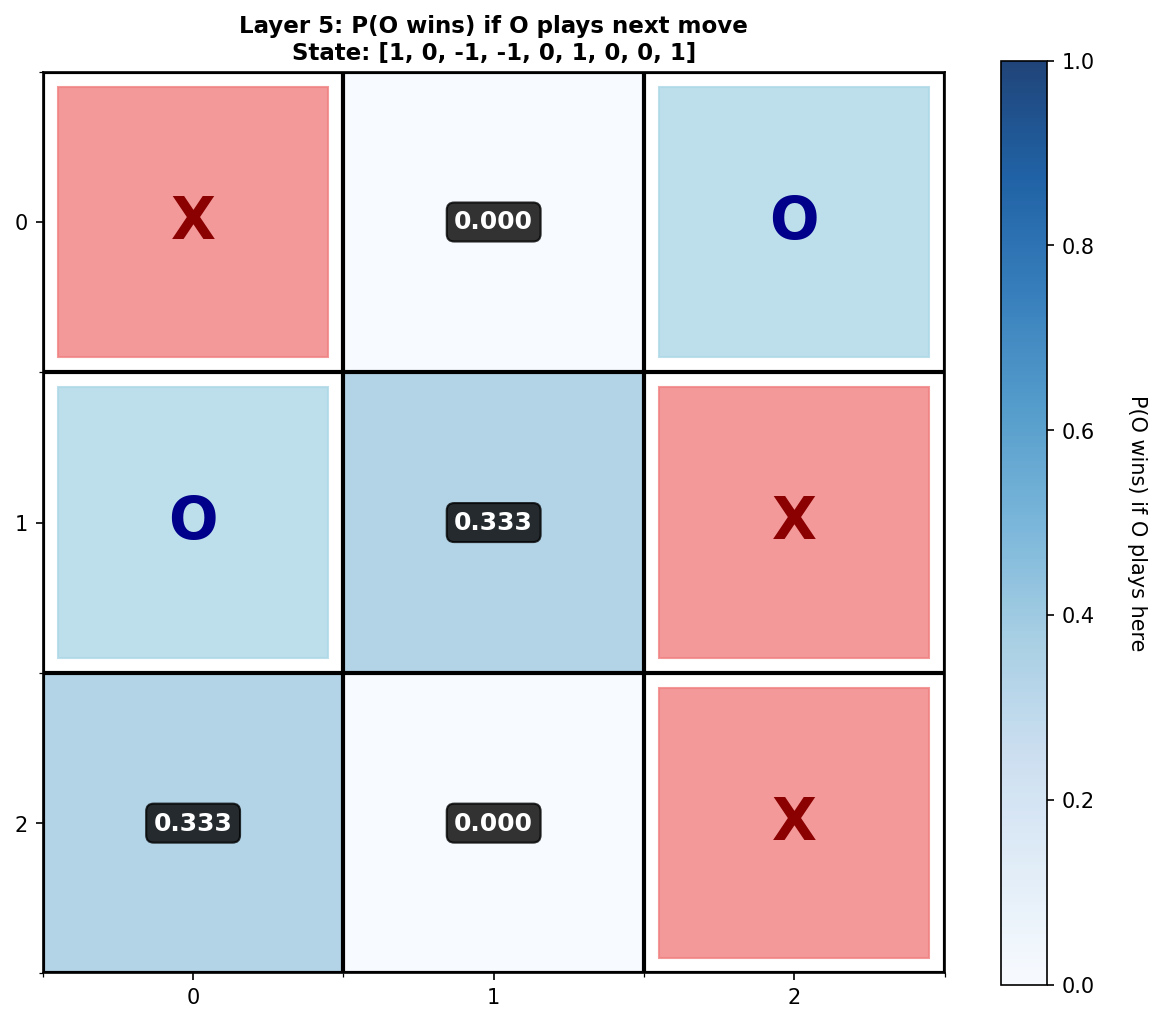 Layer 5: P(O wins) if O plays next move
State: [1, 0, -1, -1, 0, 1, 0, 0, 1]
0
X
0.000
O
1
O
0.333
X
2
0.333
0.000
X
0
1
2
1.0
0.8
0.6
0.4
0.2
0.0
P(O wins) if O plays here